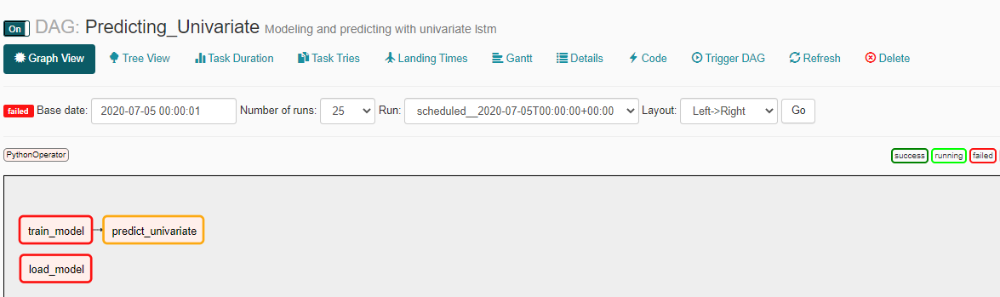 On DAG: Predicting_Univariate Modeling and predicting with univariate lstm
Graph View Tree View Task Duration Task Tries Landing Times Gantt Details Code Trigger DAG Refresh Delete
failed Base date: 2020-07-05 00:00:01 Number of runs: 25 Run: scheduled__2020-07-05T00:00:00+00:00 Layout: Left->Right Go
PythonOperator success running failed
train_model predict_univariate
load_model